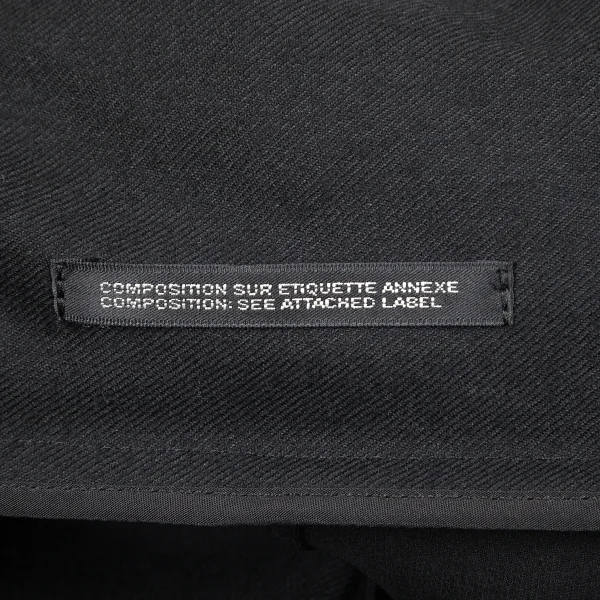 COMPOSITION SUR ETIQUETTE ANNEXE
COMPOSITION: SEE ATTACHED LABEL